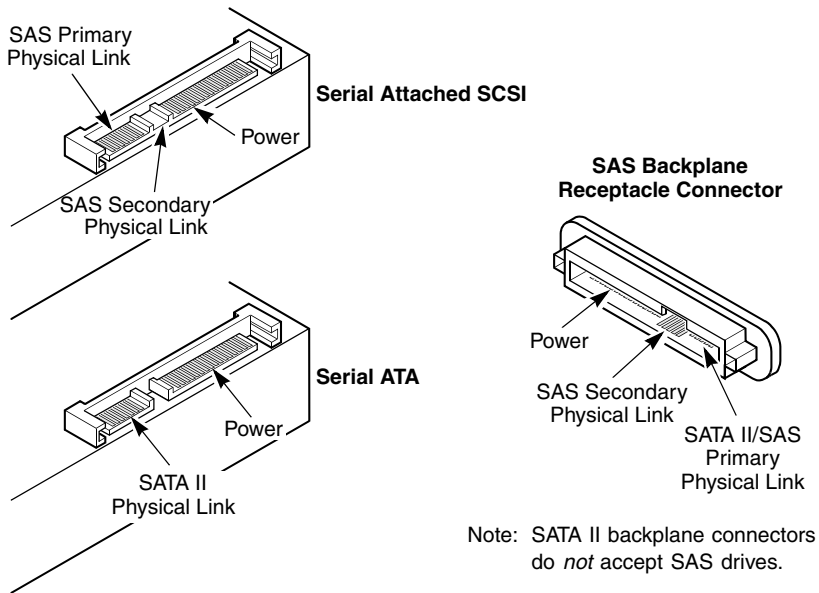 SAS Primary
Physical Link
Serial Attached SCSI
Power
SAS Secondary
Physical Link
Serial ATA
Power
SATA II
Physical Link
SAS Backplane
Receptacle Connector
Power
SAS Secondary
Physical Link
SATA II/SAS
Primary
Physical Link
Note: SATA II backplane connectors
do not accept SAS drives.